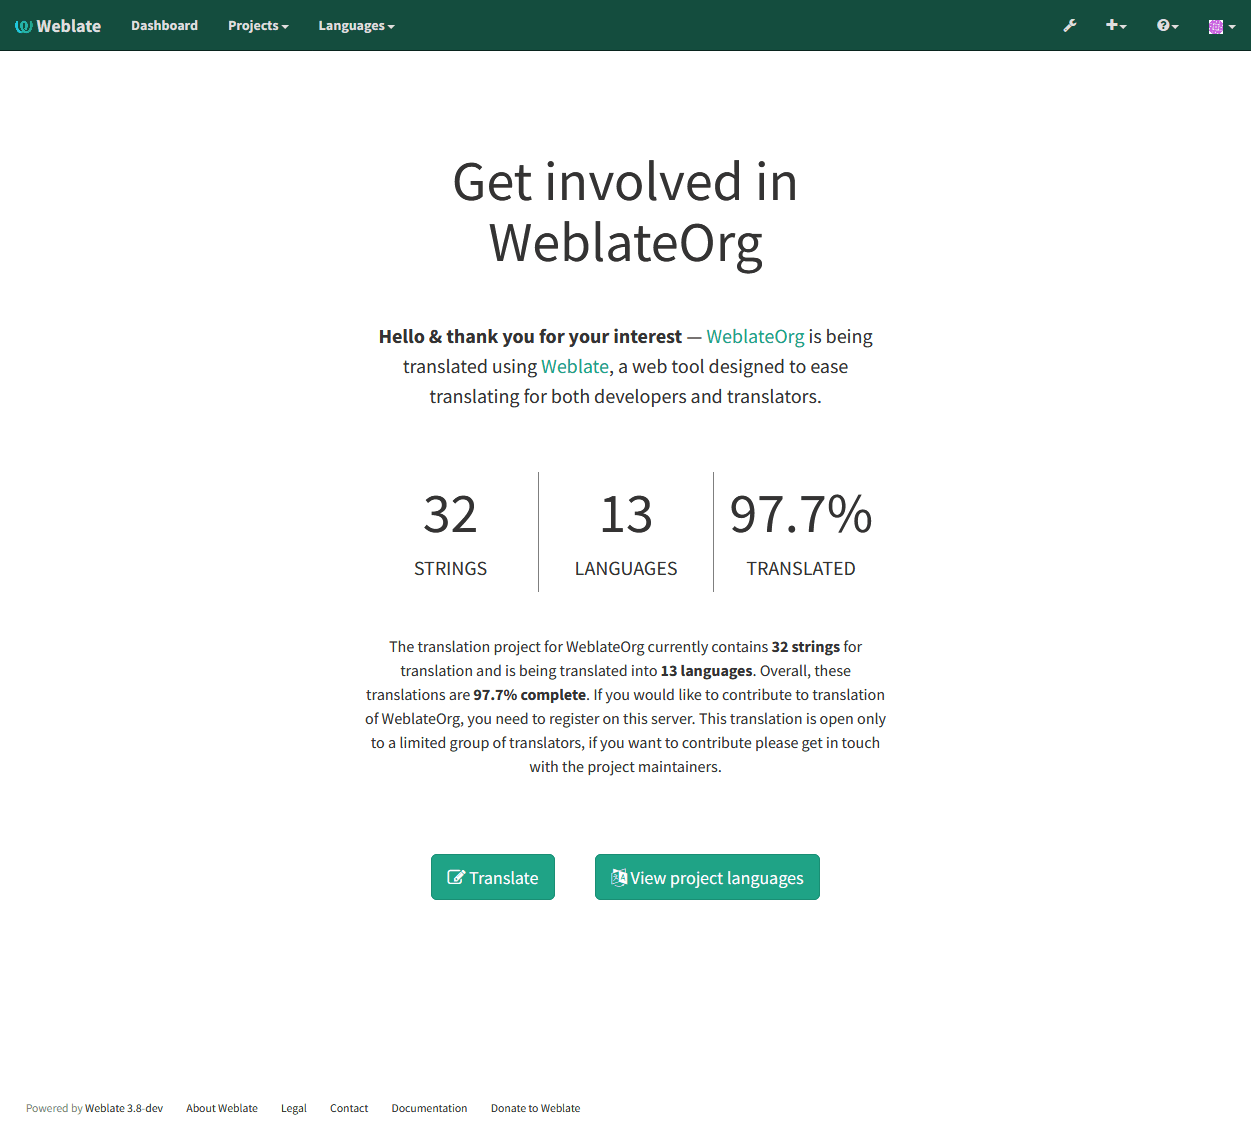 Weblate Dashboard Projects Languages
Get involved in
WeblateOrg
Hello & thank you for your interest — WeblateOrg is being
translated using Weblate, a web tool designed to ease
translating for both developers and translators.
32 13 97.7%
STRINGS LANGUAGES TRANSLATED
The translation project for WeblateOrg currently contains 32 strings for
translation and is being translated into 13 languages. Overall, these
translations are 97.7% complete. If you would like to contribute to translation
of WeblateOrg, you need to register on this server. This translation is open only
to a limited group of translators, if you want to contribute please get in touch
with the project maintainers.
Translate View project languages
Powered by Weblate 3.8-dev About Weblate Legal Contact Documentation Donate to Weblate